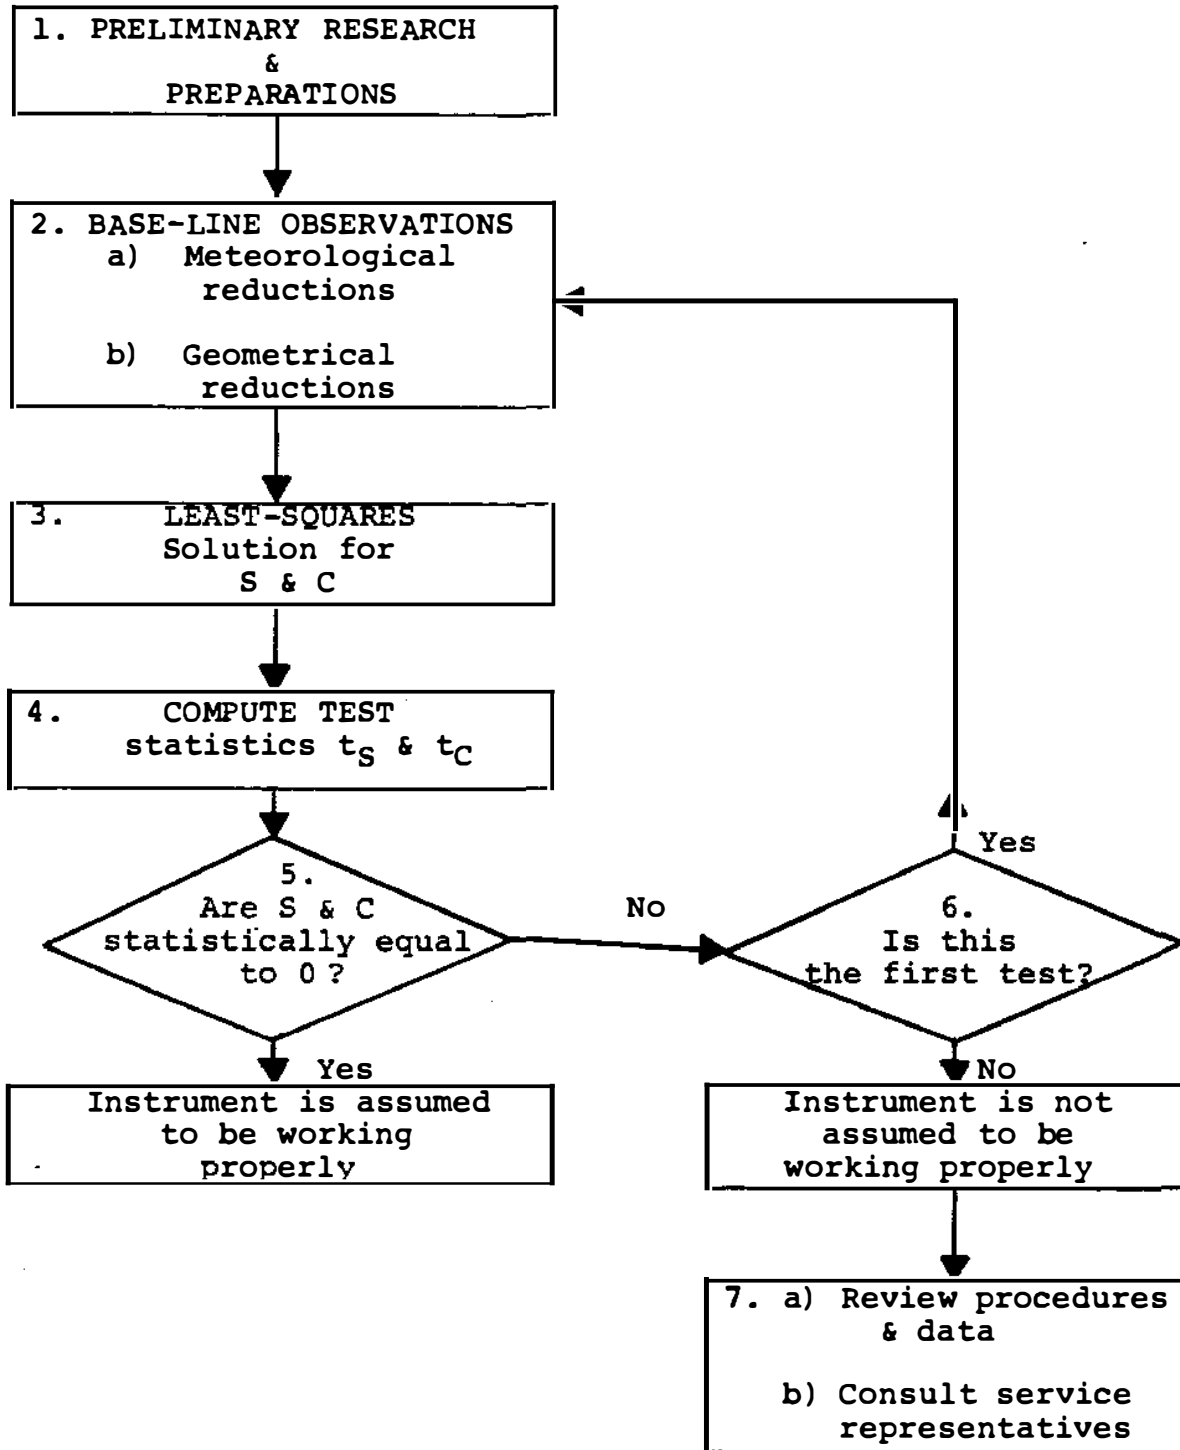 1. PRELIMINARY RESEARCH
&
PREPARATIONS
2. BASE-LINE OBSERVATIONS
a) Meteorological
reductions
b) Geometrical
reductions
3. LEAST-SQUARES
Solution for
S & C
4. COMPUTE TEST
statistics tS & tC
5.
Are S & C
statistically equal
to 0?
No
Yes
6.
Is this
the first test?
Yes
No
Instrument is assumed
to be working
properly
Instrument is not
assumed to be
working properly
7. a) Review procedures
& data
b) Consult service
representatives